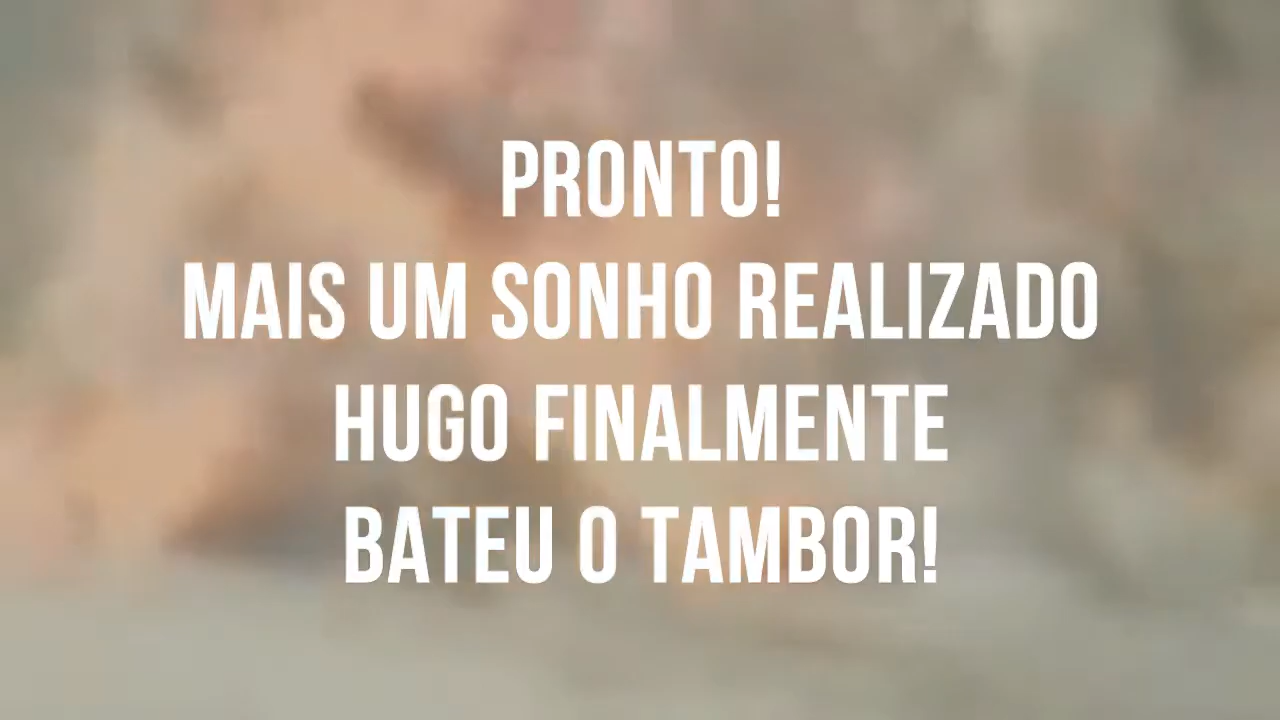 PRONTO!
MAIS UM SONHO REALIZADO
HUGO FINALMENTE
BATEU O TAMBOR!